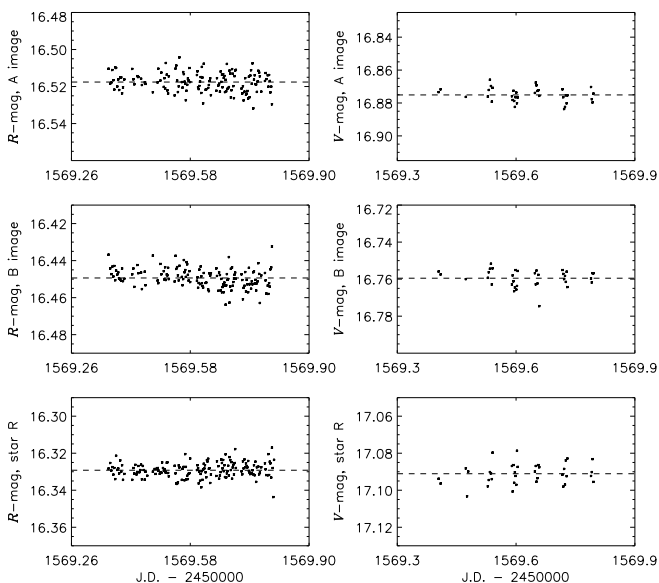 R-mag, A image
16.48
16.50
16.52
16.54
1569.26 1569.58 1569.90
V-mag, A image
16.84
16.86
16.88
16.90
1569.3 1569.6 1569.9
R-mag, B image
16.42
16.44
16.46
16.48
1569.26 1569.58 1569.90
V-mag, B image
16.72
16.74
16.76
16.78
1569.3 1569.6 1569.9
R-mag, star R
16.30
16.32
16.34
16.36
1569.26 1569.58 1569.90
J.D. - 2450000
V-mag, star R
17.06
17.08
17.10
17.12
1569.3 1569.6 1569.9
J.D. - 2450000